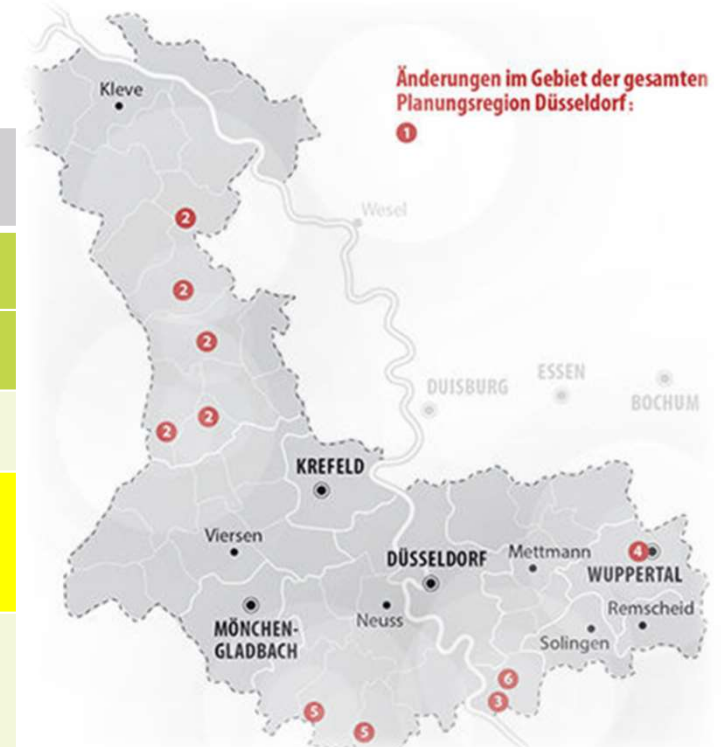 Änderungen im Gebiet der gesamten
Planungsregion Düsseldorf:
1
Kleve
2
Wesel
2
2
ESSEN
DUISBURG
BOCHUM
2
2
KREFELD
Viersen
4
DÜSSELDORF
Mettmann
WUPPERTAL
Neuss
Remscheid
MÖNCHEN-
GLADBACH
Solingen
6
3
5
5